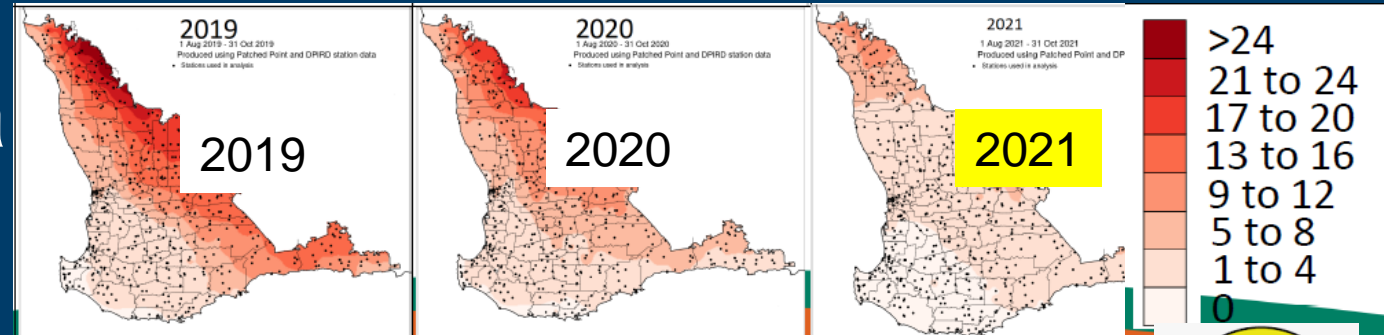 2019
1 Aug 2019 - 31 Oct 2019
Produced using Patched Point and DPIRD station data
• Stations used in analysis
2019
2020
1 Aug 2020 - 31 Oct 2020
Produced using Patched Point and DPIRD station data
• Stations used in analysis
2020
2021
1 Aug 2021 - 31 Oct 2021
Produced using Patched Point and DP
• Stations used in analysis
2021
>24
21 to 24
17 to 20
13 to 16
9 to 12
5 to 8
1 to 4
0